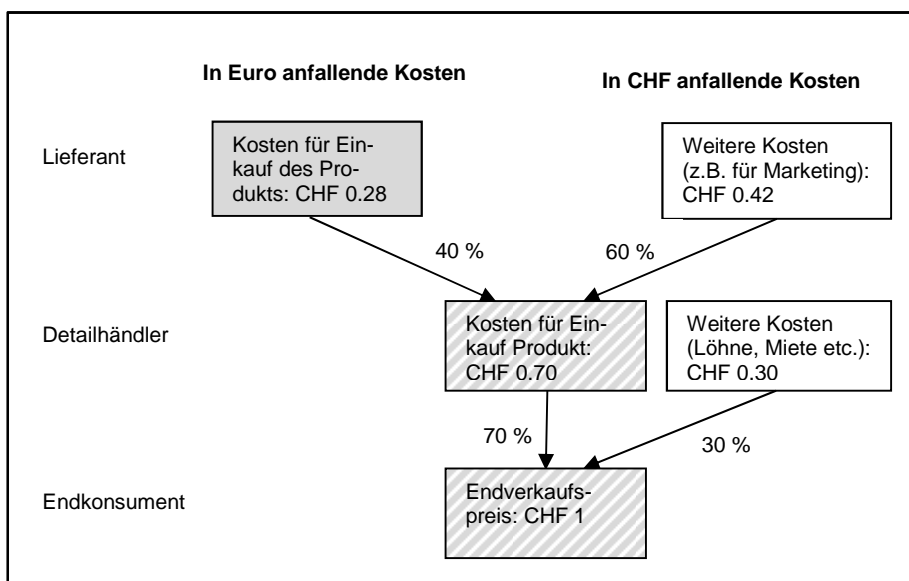 In Euro anfallende Kosten
In CHF anfallende Kosten
Lieferant
Kosten für Ein-
kauf des Pro-
dukts: CHF 0.28
Weitere Kosten
(z.B. für Marketing):
CHF 0.42
40 %
60 %
Detailhändler
Kosten für Ein-
kauf Produkt:
CHF 0.70
Weitere Kosten
(Löhne, Miete etc.):
CHF 0.30
70 %
30 %
Endkonsument
Endverkaufs-
preis: CHF 1